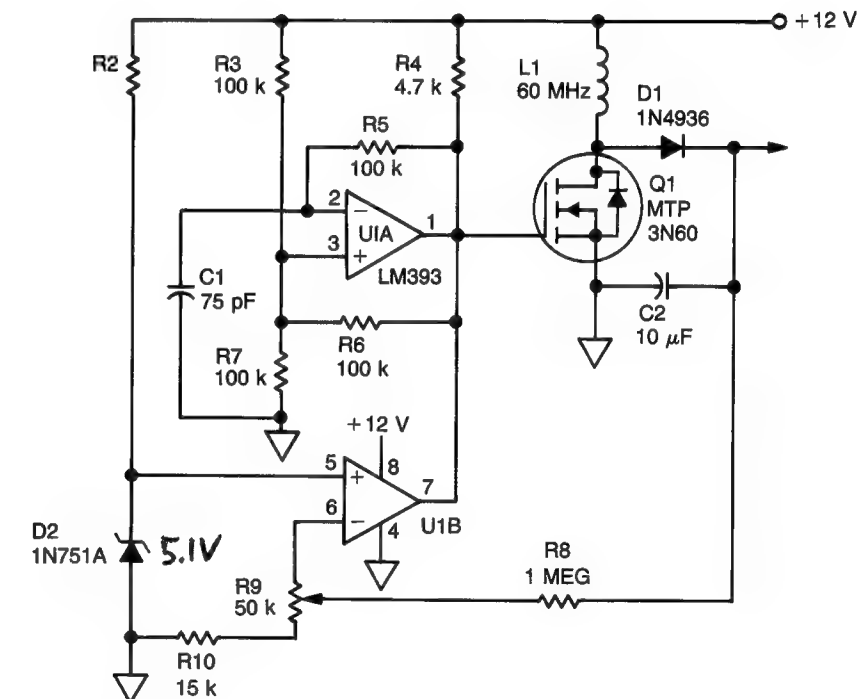 +12 V
R2
R3
100 k
R4
4.7 k
L1
60 MHz
D1
1N4936
R5
100 k
Q1
MTP
3N60
2
−
U1A
1
3
+
LM393
C1
75 pF
C2
10 μF
R6
100 k
R7
100 k
+12 V
5
+
8
7
6
−
4
U1B
D2
1N751A
5.1V
R8
1 MEG
R9
50 k
R10
15 k